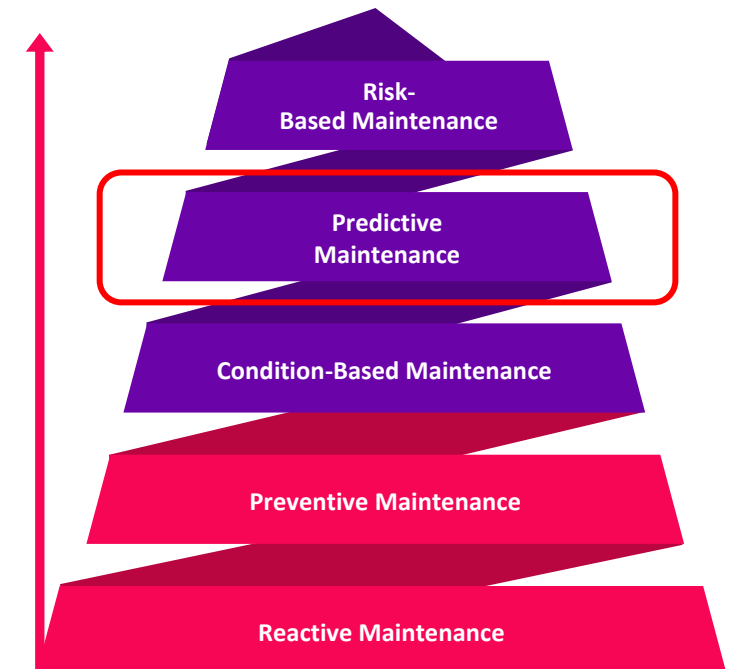 Risk-
Based Maintenance
Predictive
Maintenance
Condition-Based Maintenance
Preventive Maintenance
Reactive Maintenance